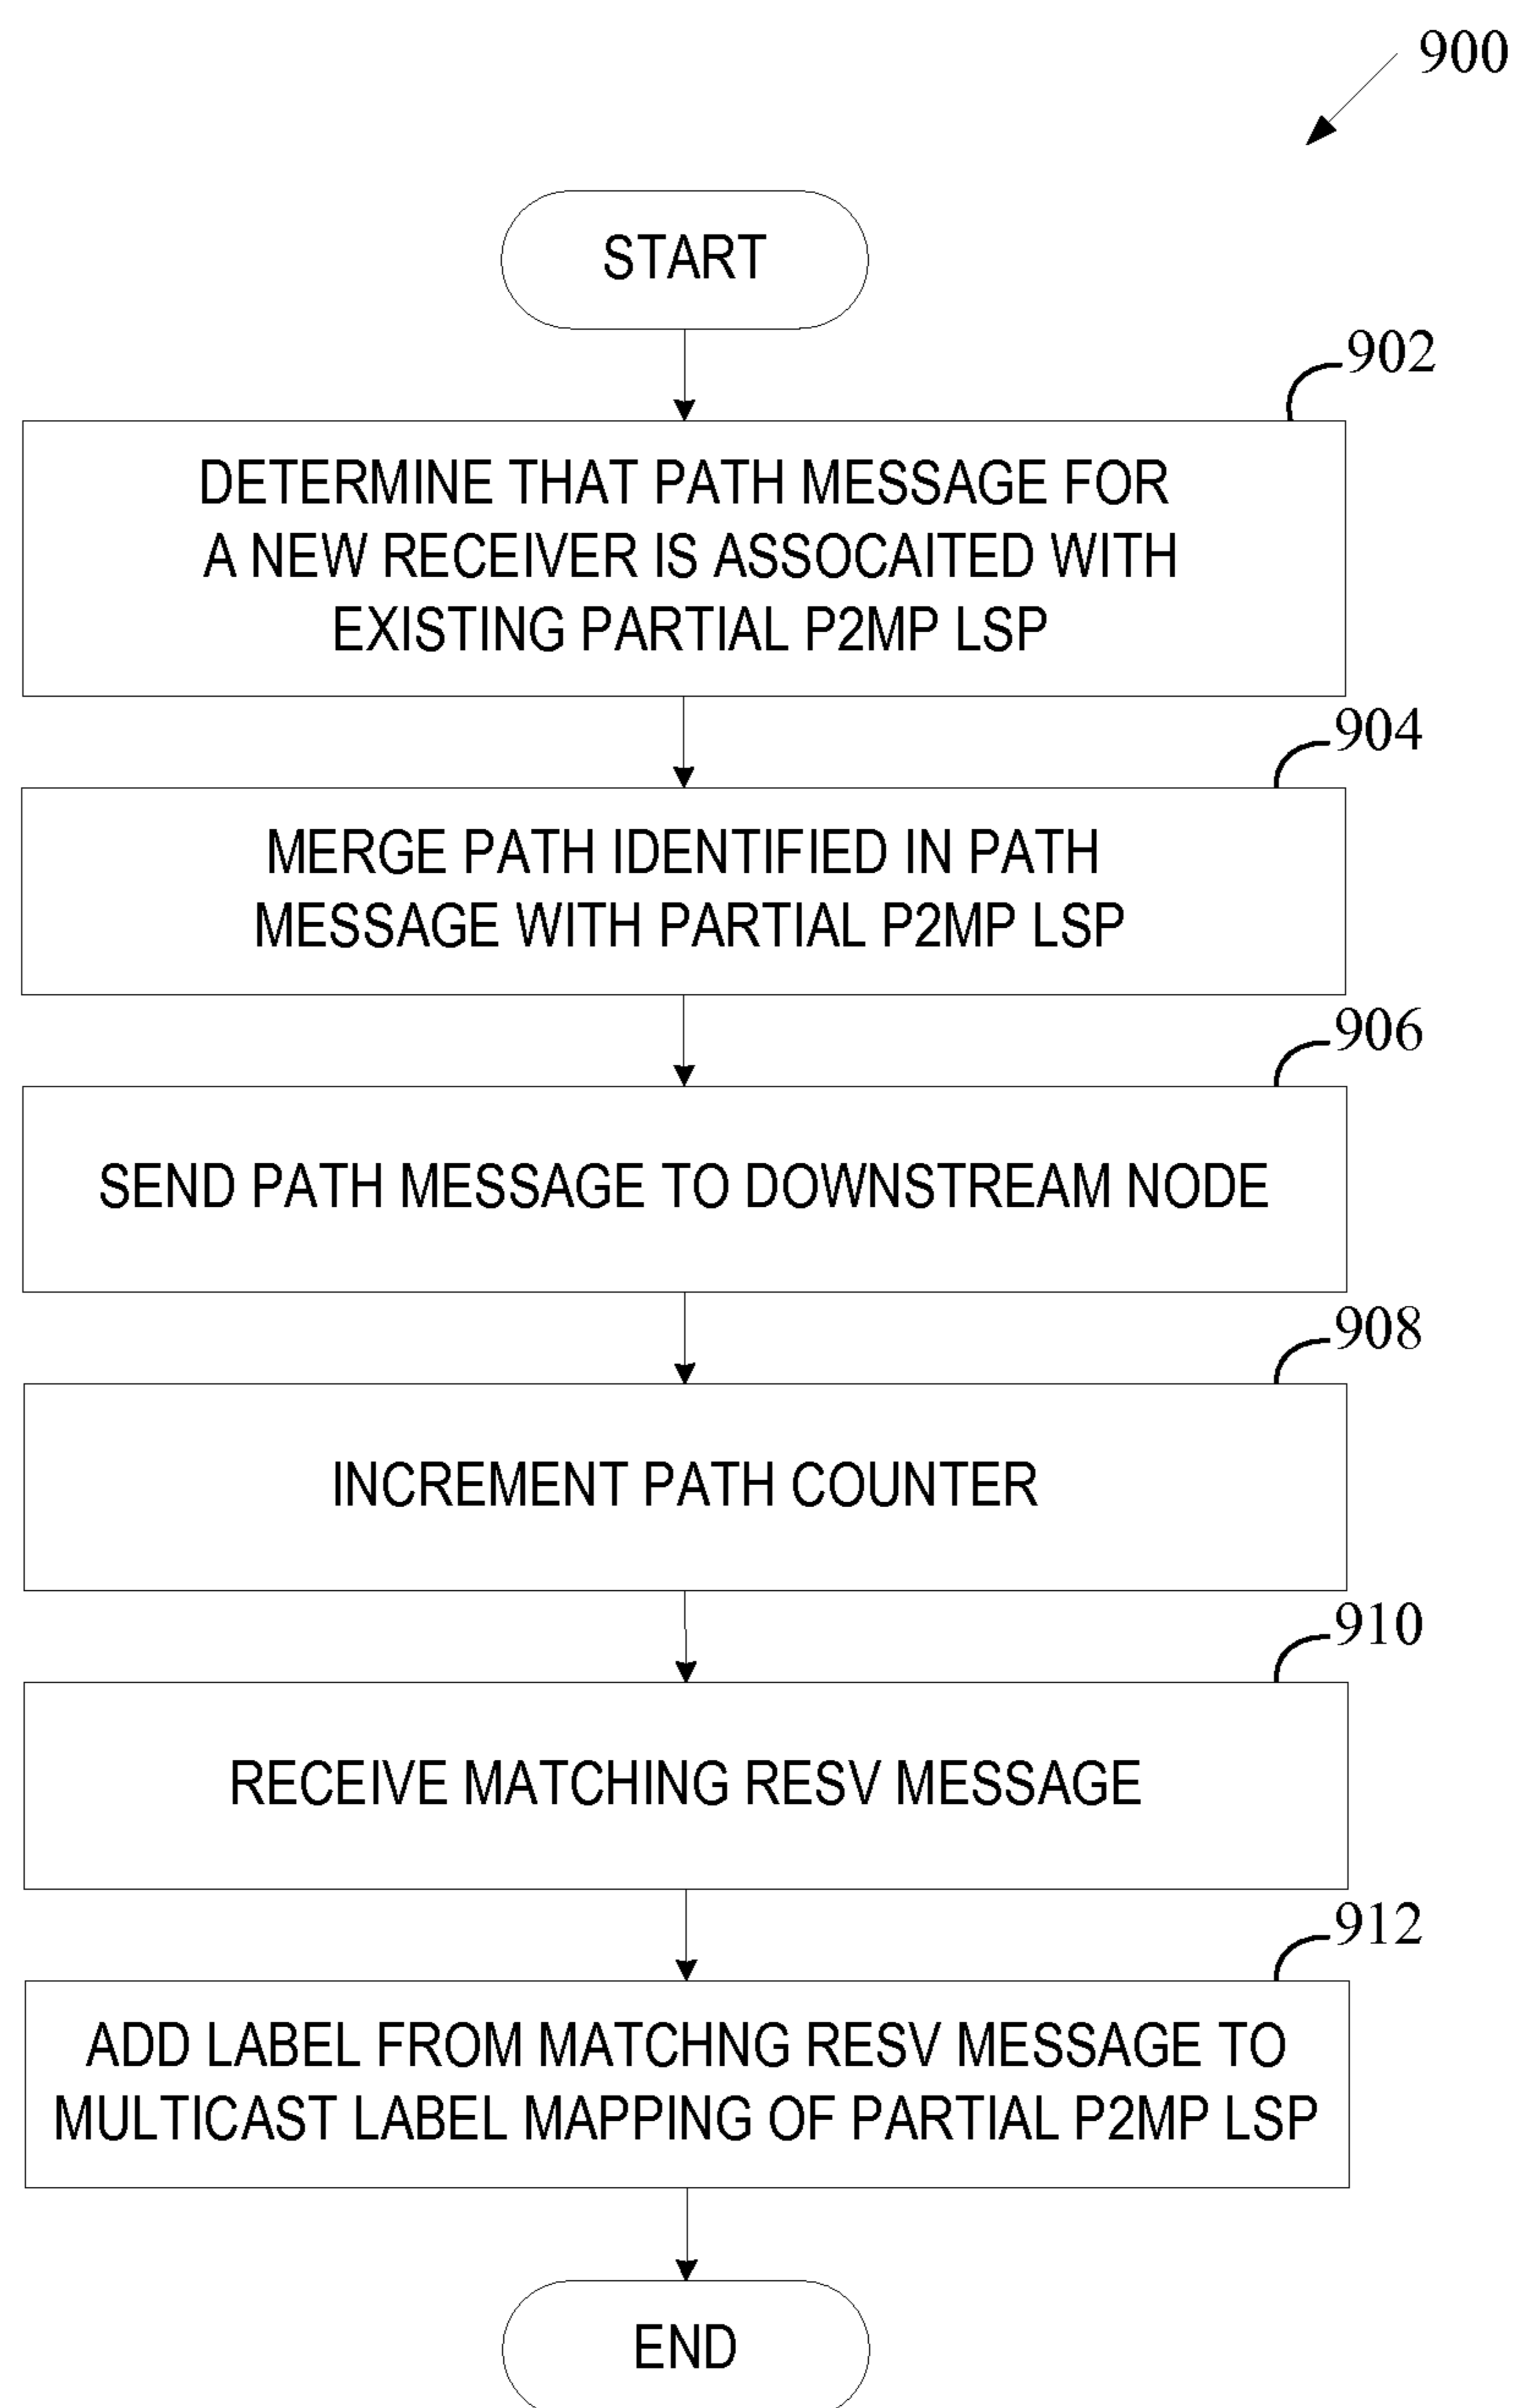 900
START
902
DETERMINE THAT PATH MESSAGE FOR
A NEW RECEIVER IS ASSOCAITED WITH
EXISTING PARTIAL P2MP LSP
904
MERGE PATH IDENTIFIED IN PATH
MESSAGE WITH PARTIAL P2MP LSP
906
SEND PATH MESSAGE TO DOWNSTREAM NODE
908
INCREMENT PATH COUNTER
910
RECEIVE MATCHING RESV MESSAGE
912
ADD LABEL FROM MATCHNG RESV MESSAGE TO
MULTICAST LABEL MAPPING OF PARTIAL P2MP LSP
END